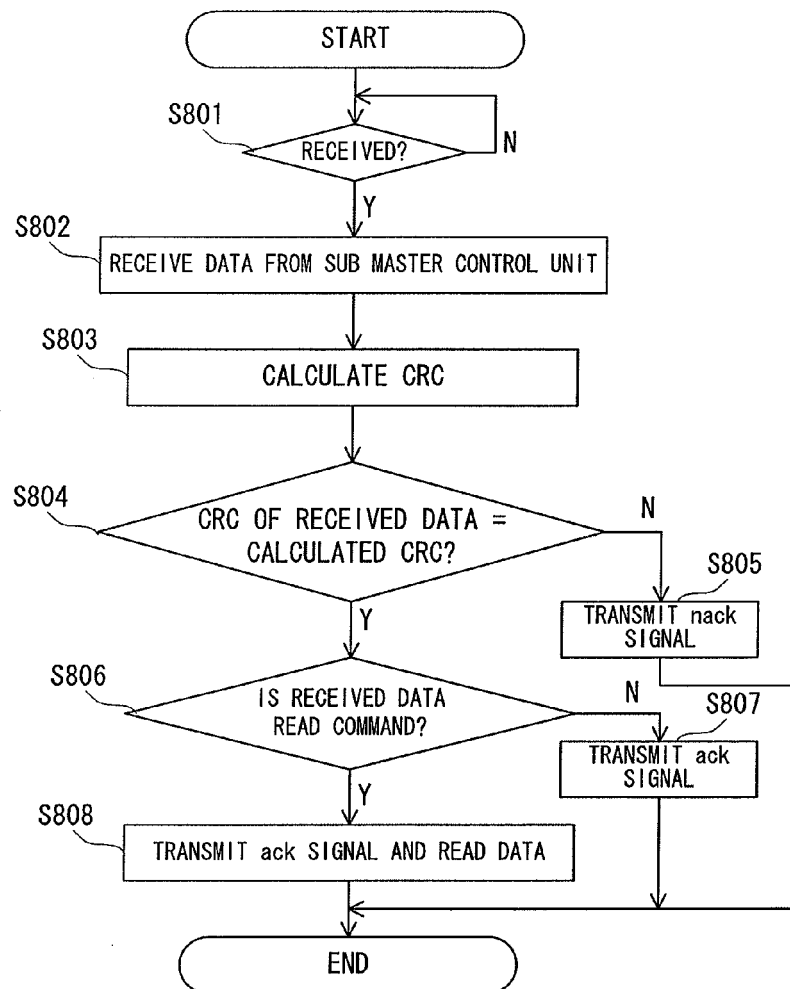 START
S801
RECEIVED?
N
Y
S802
RECEIVE DATA FROM SUB MASTER CONTROL UNIT
S803
CALCULATE CRC
S804
CRC OF RECEIVED DATA =
CALCULATED CRC?
N
Y
S805
TRANSMIT nack
SIGNAL
S806
IS RECEIVED DATA
READ COMMAND?
N
Y
S807
TRANSMIT ack
SIGNAL
S808
TRANSMIT ack SIGNAL AND READ DATA
END